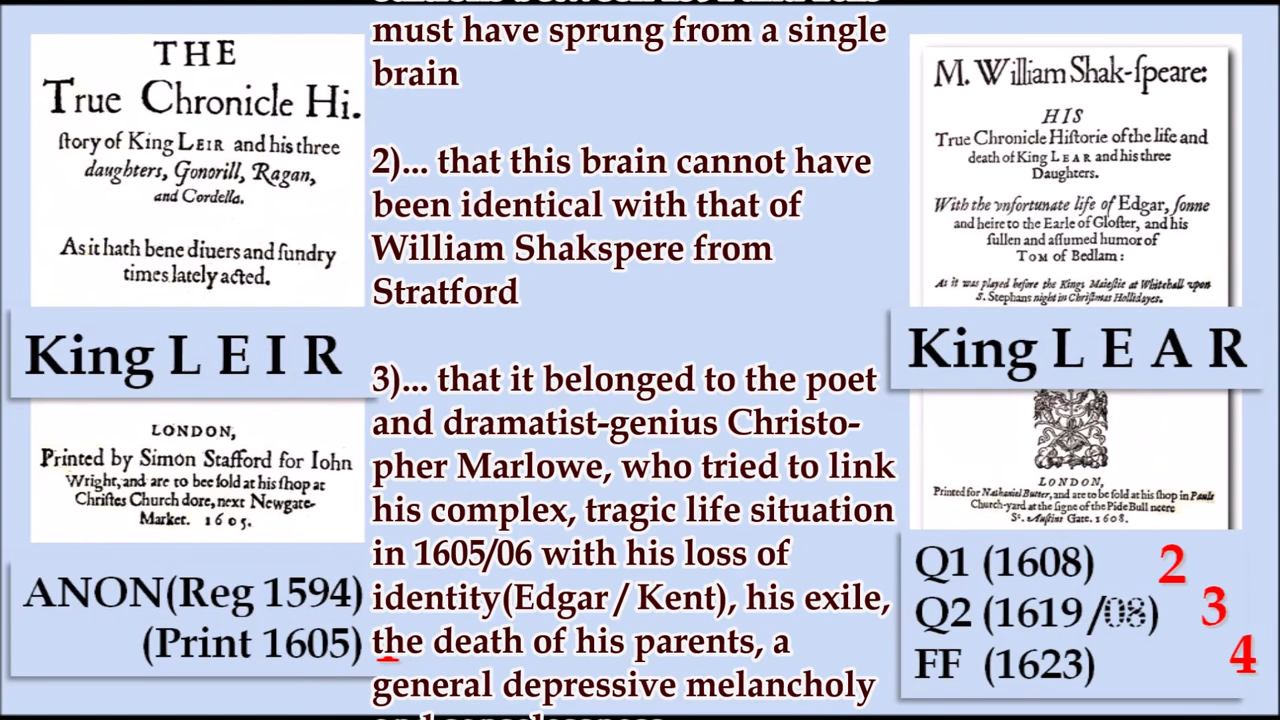 THE
True Chronicle Hi.
ſtory of King LEIR and his three
daughters, Gonorill, Ragan,
and Cordella.
As it hath bene diuers and ſundry
times lately acted.
King L E I R
LONDON,
Printed by Simon Stafford for Iohn
Wright, and are to bee ſold at his ſhop at
Chriſtes Church dore, next Newgate-
Market. 1605.
ANON(Reg 1594)
(Print 1605)
must have sprung from a single
brain
2)... that this brain cannot have
been identical with that of
William Shakspere from
Stratford
3)... that it belonged to the poet
and dramatist-genius Christo-
pher Marlowe, who tried to link
his complex, tragic life situation
in 1605/06 with his loss of
identity(Edgar / Kent), his exile,
the death of his parents, a
general depressive melancholy
M. William Shak-ſpeare:
HIS
True Chronicle Hiſtorie of the life and
death of King LEAR and his three
Daughters.
With the vnfortunate life of Edgar, ſonne
and heire to the Earle of Gloſter, and his
ſullen and aſſumed humor of
TOM of Bedlam:
As it was played before the Kings Maieſtie at Whitehall vpon
S. Stephans night in Chriſtmas Hollidayes.
King L E A R
LONDON,
Printed for Nathaniel Butter, and are to be ſold at his ſhop in Pauls
Church-yard at the ſigne of the Pide Bull neere
St. Auſtins Gate. 1608.
Q1 (1608) 2
Q2 (1619/08) 3
FF (1623) 4